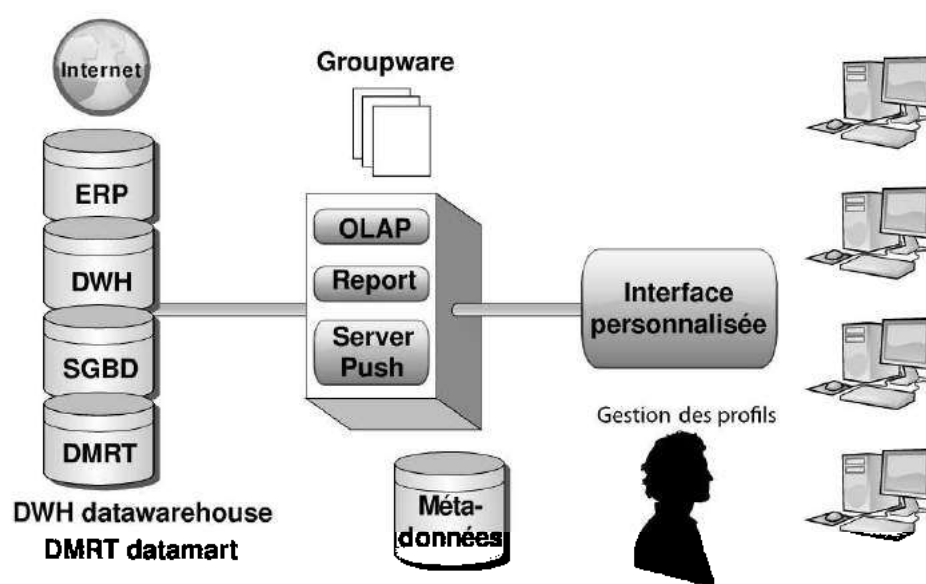 Internet
ERP
DWH
SGBD
DMRT
DWH datawarehouse
DMRT datamart
Groupware
OLAP
Report
Server
Push
Méta-
données
Interface
personnalisée
Gestion des profils